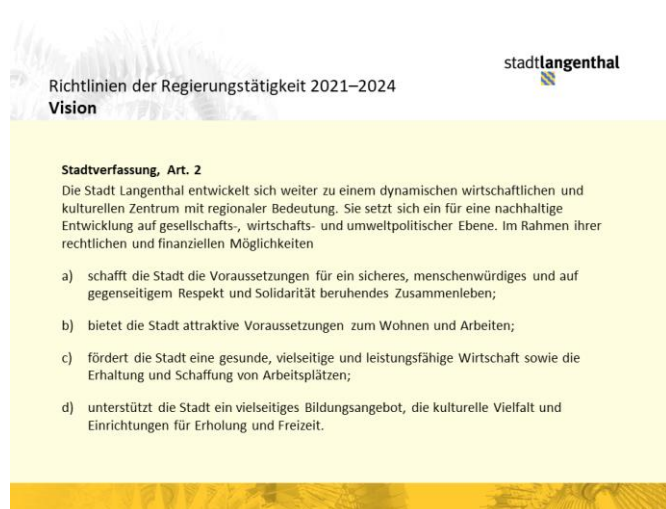 stadtlangenthal
Richtlinien der Regierungstätigkeit 2021–2024
Vision
Stadtverfassung, Art. 2
Die Stadt Langenthal entwickelt sich weiter zu einem dynamischen wirtschaftlichen und
kulturellen Zentrum mit regionaler Bedeutung. Sie setzt sich ein für eine nachhaltige
Entwicklung auf gesellschafts-, wirtschafts- und umweltpolitischer Ebene. Im Rahmen ihrer
rechtlichen und finanziellen Möglichkeiten
a) schafft die Stadt die Voraussetzungen für ein sicheres, menschenwürdiges und auf
gegenseitigem Respekt und Solidarität beruhendes Zusammenleben;
b) bietet die Stadt attraktive Voraussetzungen zum Wohnen und Arbeiten;
c) fördert die Stadt eine gesunde, vielseitige und leistungsfähige Wirtschaft sowie die
Erhaltung und Schaffung von Arbeitsplätzen;
d) unterstützt die Stadt ein vielseitiges Bildungsangebot, die kulturelle Vielfalt und
Einrichtungen für Erholung und Freizeit.